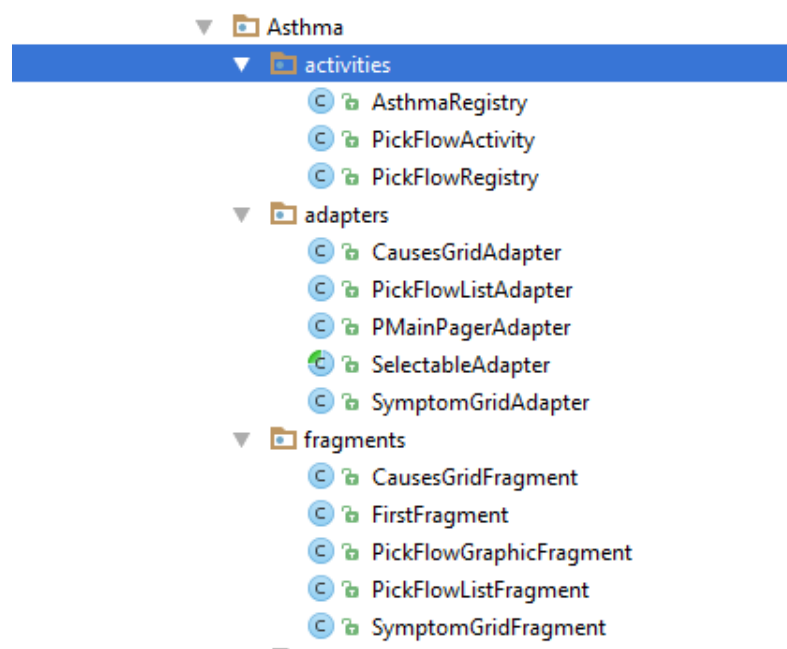 Asthma
activities
AsthmaRegistry
PickFlowActivity
PickFlowRegistry
adapters
CausesGridAdapter
PickFlowListAdapter
PMainPagerAdapter
SelectableAdapter
SymptomGridAdapter
fragments
CausesGridFragment
FirstFragment
PickFlowGraphicFragment
PickFlowListFragment
SymptomGridFragment